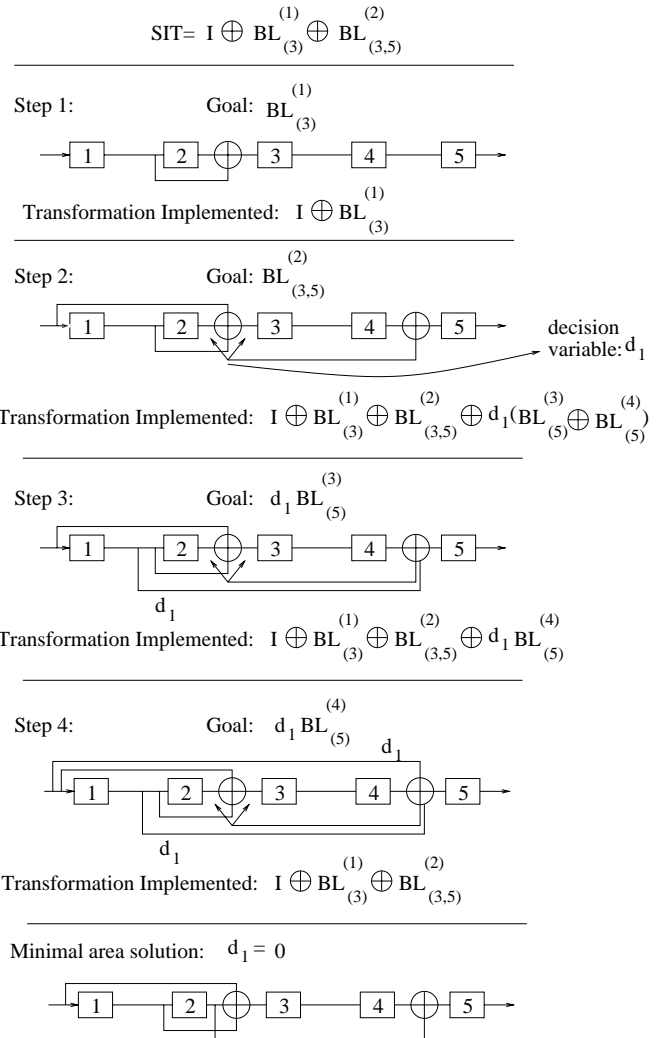 SIT= I ⊕ BL(3)^(1) ⊕ BL(3,5)^(2)
Step 1: Goal: BL(3)^(1)
1 2 3 4 5
Transformation Implemented: I ⊕ BL(3)^(1)
Step 2: Goal: BL(3,5)^(2)
1 2 3 4 5
decision
variable: d1
Transformation Implemented: I ⊕ BL(3)^(1) ⊕ BL(3,5)^(2) ⊕ d1(BL(5)^(3) ⊕ BL(5)^(4))
Step 3: Goal: d1 BL(5)^(3)
1 2 3 4 5
d1
Transformation Implemented: I ⊕ BL(3)^(1) ⊕ BL(3,5)^(2) ⊕ d1 BL(5)^(4)
Step 4: Goal: d1 BL(5)^(4)
d1
1 2 3 4 5
d1
Transformation Implemented: I ⊕ BL(3)^(1) ⊕ BL(3,5)^(2)
Minimal area solution: d1 = 0
1 2 3 4 5